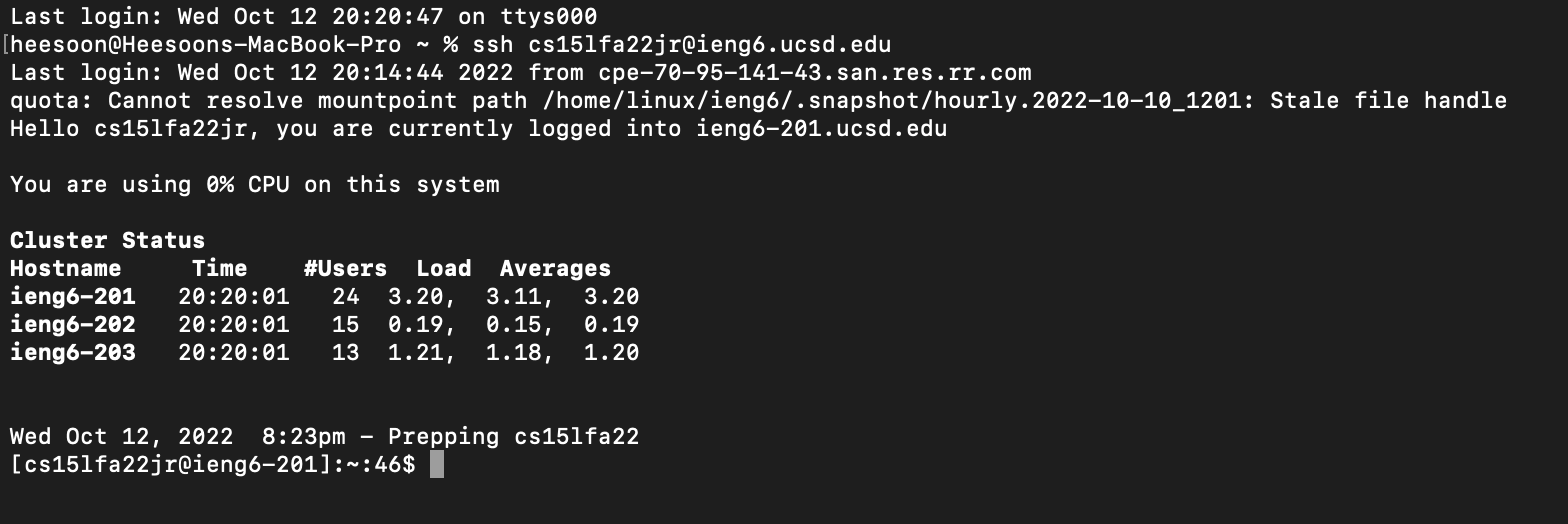 Last login: Wed Oct 12 20:20:47 on ttys000
[heesoon@Heesoons-MacBook-Pro ~ % ssh cs15lfa22jr@ieng6.ucsd.edu
Last login: Wed Oct 12 20:14:44 2022 from cpe-70-95-141-43.san.res.rr.com
quota: Cannot resolve mountpoint path /home/linux/ieng6/.snapshot/hourly.2022-10-10_1201: Stale file handle
Hello cs15lfa22jr, you are currently logged into ieng6-201.ucsd.edu
You are using 0% CPU on this system
Cluster Status
Hostname     Time    #Users  Load  Averages
ieng6-201   20:20:01   24  3.20,  3.11,  3.20
ieng6-202   20:20:01   15  0.19,  0.15,  0.19
ieng6-203   20:20:01   13  1.21,  1.18,  1.20
Wed Oct 12, 2022  8:23pm - Prepping cs15lfa22
[cs15lfa22jr@ieng6-201]:~:46$